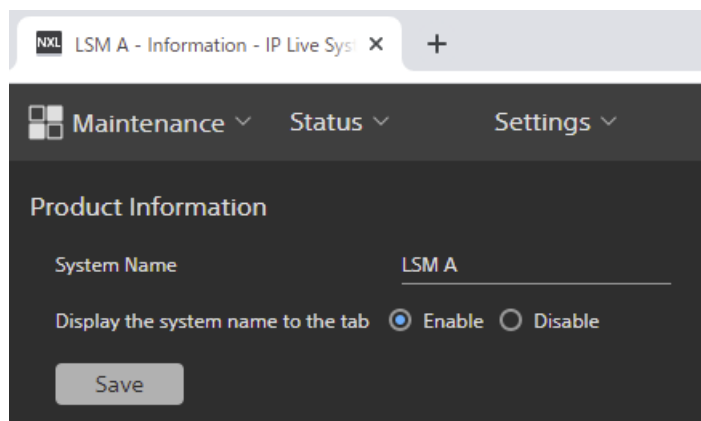 NXL LSM A - Information - IP Live Sys
Maintenance Status Settings
Product Information
System Name LSM A
Display the system name to the tab Enable Disable
Save